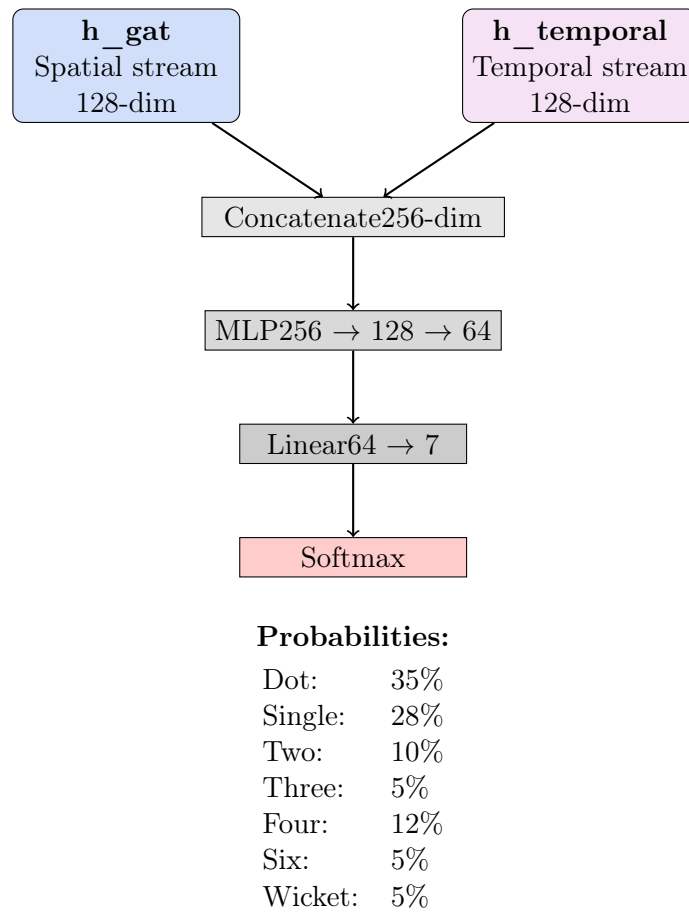 h_gat
Spatial stream
128-dim
h_temporal
Temporal stream
128-dim
Concatenate256-dim
MLP256 → 128 → 64
Linear64 → 7
Softmax
Probabilities:
Dot: 35%
Single: 28%
Two: 10%
Three: 5%
Four: 12%
Six: 5%
Wicket: 5%